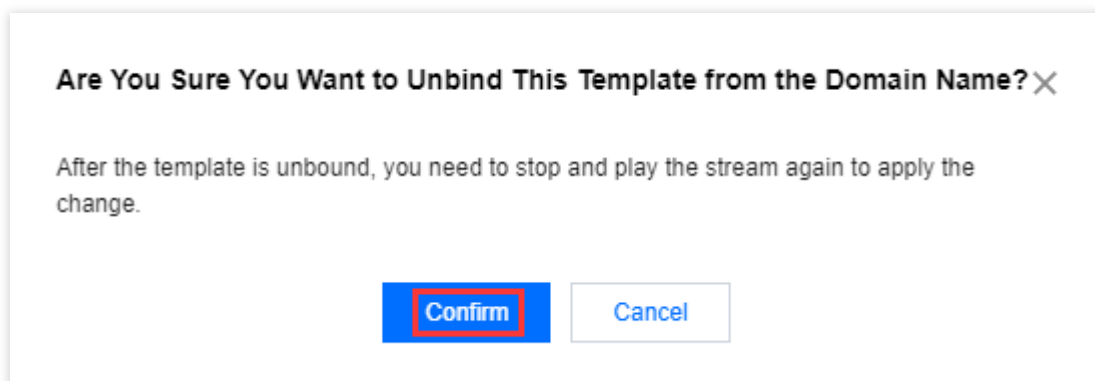 Are You Sure You Want to Unbind This Template from the Domain Name?
After the template is unbound, you need to stop and play the stream again to apply the
change.
Confirm
Cancel